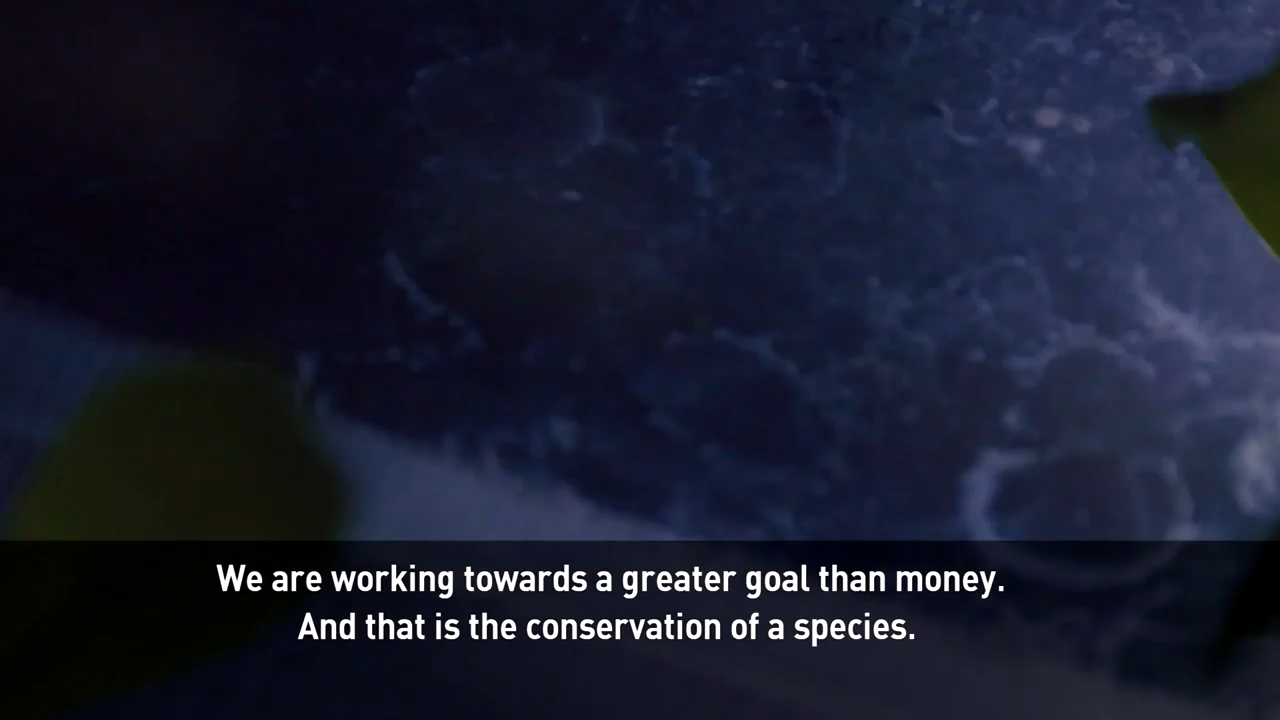 We are working towards a greater goal than money.
And that is the conservation of a species.